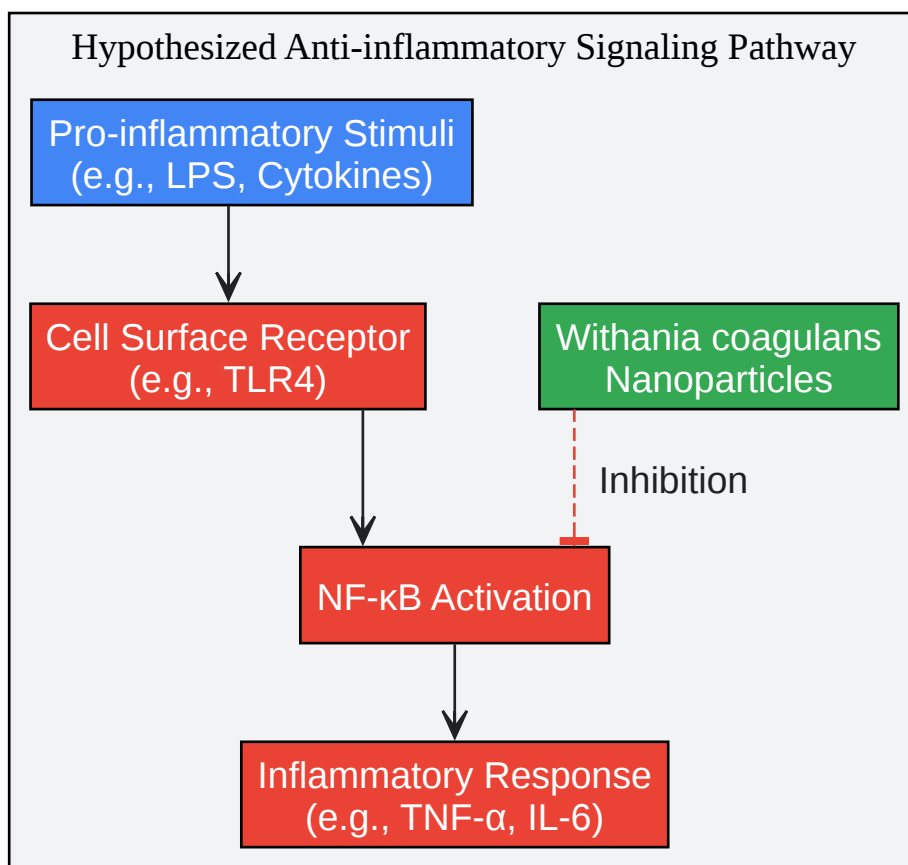 Hypothesized Anti-inflammatory Signaling Pathway
Pro-inflammatory Stimuli
(e.g., LPS, Cytokines)
Cell Surface Receptor
(e.g., TLR4)
Withania coagulans
Nanoparticles
Inhibition
NF-κB Activation
Inflammatory Response
(e.g., TNF-α, IL-6)